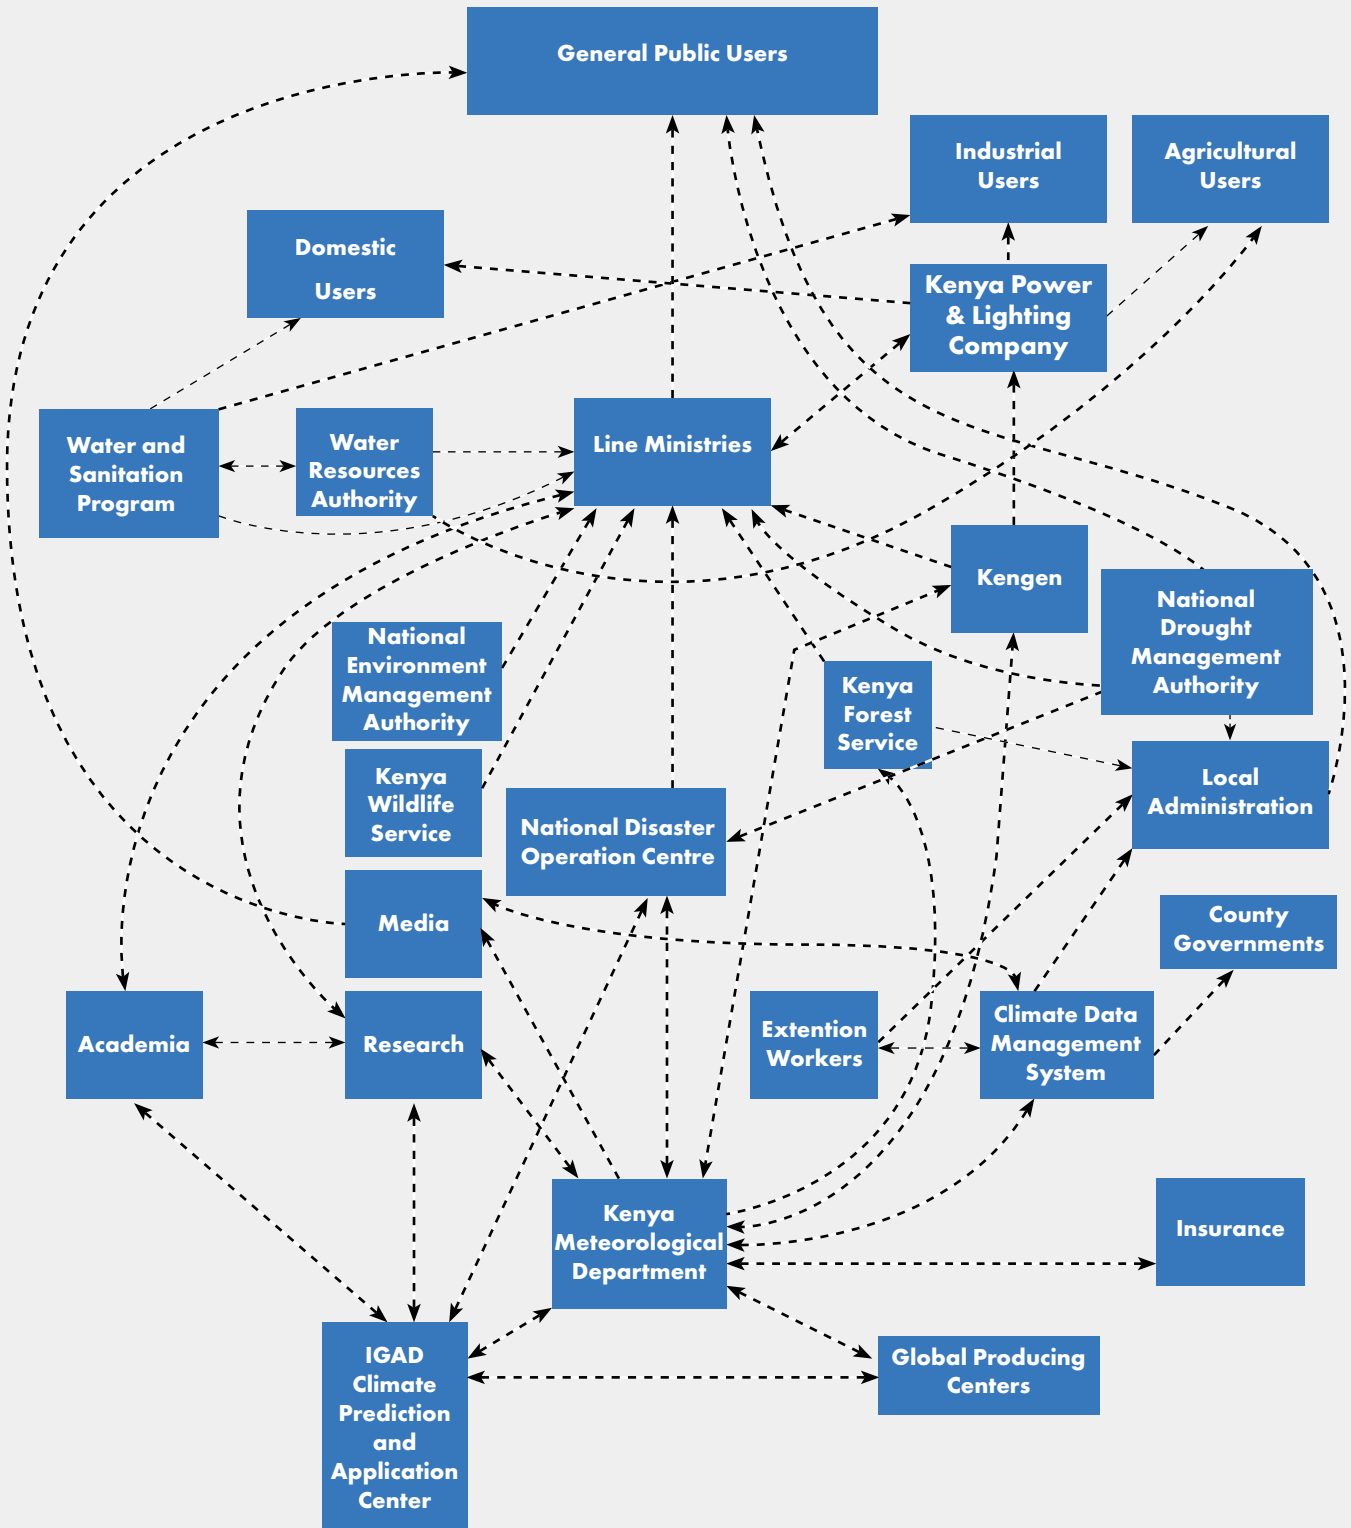 General Public Users
Industrial
Users
Agricultural
Users
Domestic
Users
Kenya Power
& Lighting
Company
Water and
Sanitation
Program
Water
Resources
Authority
Line Ministries
Kengen
National
Drought
Management
Authority
National
Environment
Management
Authority
Kenya
Forest
Service
Kenya
Wildlife
Service
Local
Administration
National Disaster
Operation Centre
Media
County
Governments
Academia
Research
Extention
Workers
Climate Data
Management
System
Kenya
Meteorological
Department
Insurance
IGAD
Climate
Prediction
and
Application
Center
Global Producing
Centers